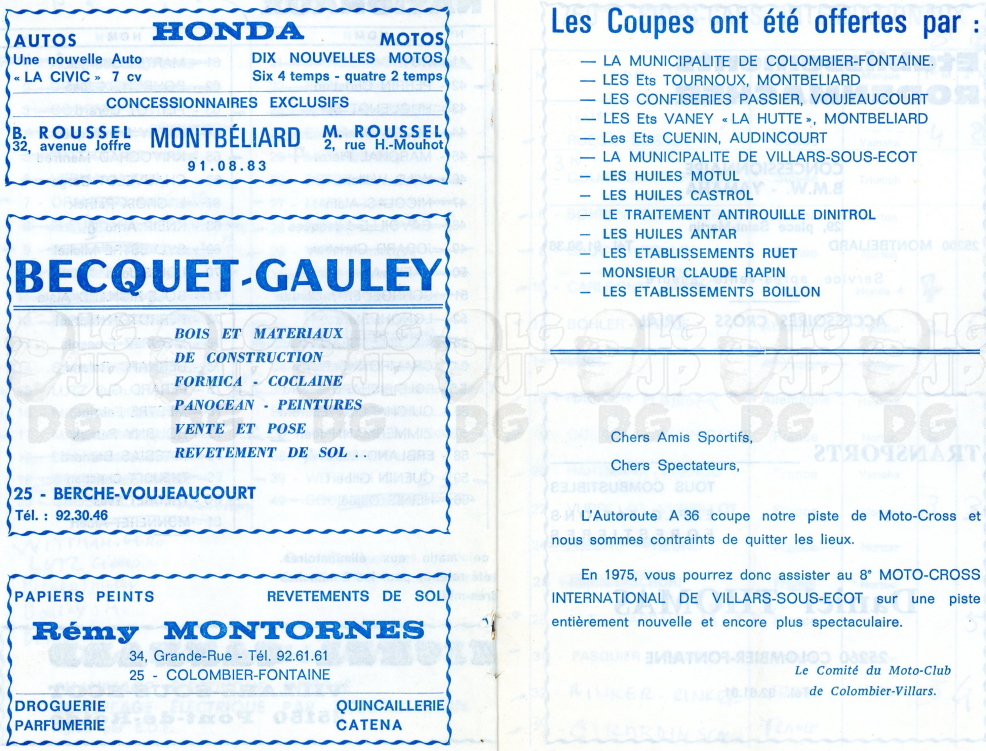 HONDA
AUTOS
MOTOS
Une nouvelle Auto
DIX NOUVELLES MOTOS
« LA CIVIC » 7 cv
Six 4 temps - quatre 2 temps
CONCESSIONNAIRES EXCLUSIFS
B. ROUSSEL
32, avenue Joffre
MONTBÉLIARD
M. ROUSSEL
2, rue H.-Mouhot
91.08.83
BECQUET-GAULEY
BOIS ET MATERIAUX
DE CONSTRUCTION
FORMICA - COCLAINE
PANOCEAN - PEINTURES
VENTE ET POSE
REVETEMENT DE SOL . .
25 - BERCHE-VOUJEAUCOURT
Tél. : 92.30.46
PAPIERS PEINTS
REVETEMENTS DE SOL
Rémy MONTORNES
34, Grande-Rue - Tél. 92.61.61
25 - COLOMBIER-FONTAINE
DROGUERIE
QUINCAILLERIE
PARFUMERIE
CATENA
Les Coupes ont été offertes par :
— LA MUNICIPALITE DE COLOMBIER-FONTAINE.
— LES Ets TOURNOUX, MONTBELIARD
— LES CONFISERIES PASSIER, VOUJEAUCOURT
— LES Ets VANEY « LA HUTTE », MONTBELIARD
— Les Ets CUENIN, AUDINCOURT
— LA MUNICIPALITE DE VILLARS-SOUS-ECOT
— LES HUILES MOTUL
— LES HUILES CASTROL
— LE TRAITEMENT ANTIROUILLE DINITROL
— LES HUILES ANTAR
— LES ETABLISSEMENTS RUET
— MONSIEUR CLAUDE RAPIN
— LES ETABLISSEMENTS BOILLON
Chers Amis Sportifs,
Chers Spectateurs,
L'Autoroute A 36 coupe notre piste de Moto-Cross et
nous sommes contraints de quitter les lieux.
En 1975, vous pourrez donc assister au 8e MOTO-CROSS
INTERNATIONAL DE VILLARS-SOUS-ECOT sur une piste
entièrement nouvelle et encore plus spectaculaire.
Le Comité du Moto-Club
de Colombier-Villars.